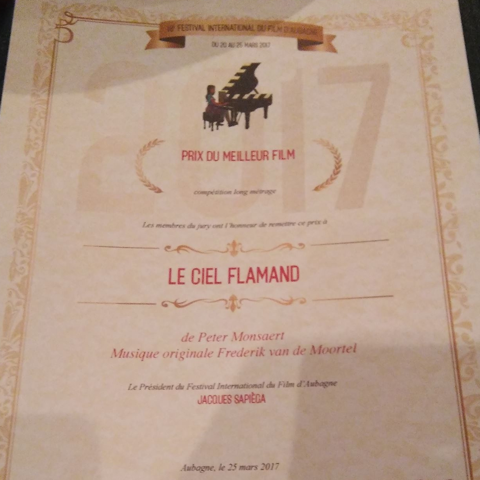 18e FESTIVAL INTERNATIONAL DU FILM D'AUBAGNE
DU 20 AU 25 MARS 2017
2017
PRIX DU MEILLEUR FILM
compétition long métrage
Les membres du jury ont l'honneur de remettre ce prix à
LE CIEL FLAMAND
de Peter Monsaert
Musique originale Frederik van de Moortel
Le Président du Festival International du Film d'Aubagne
JACQUES SAPIÈGA
Aubagne, le 25 mars 2017